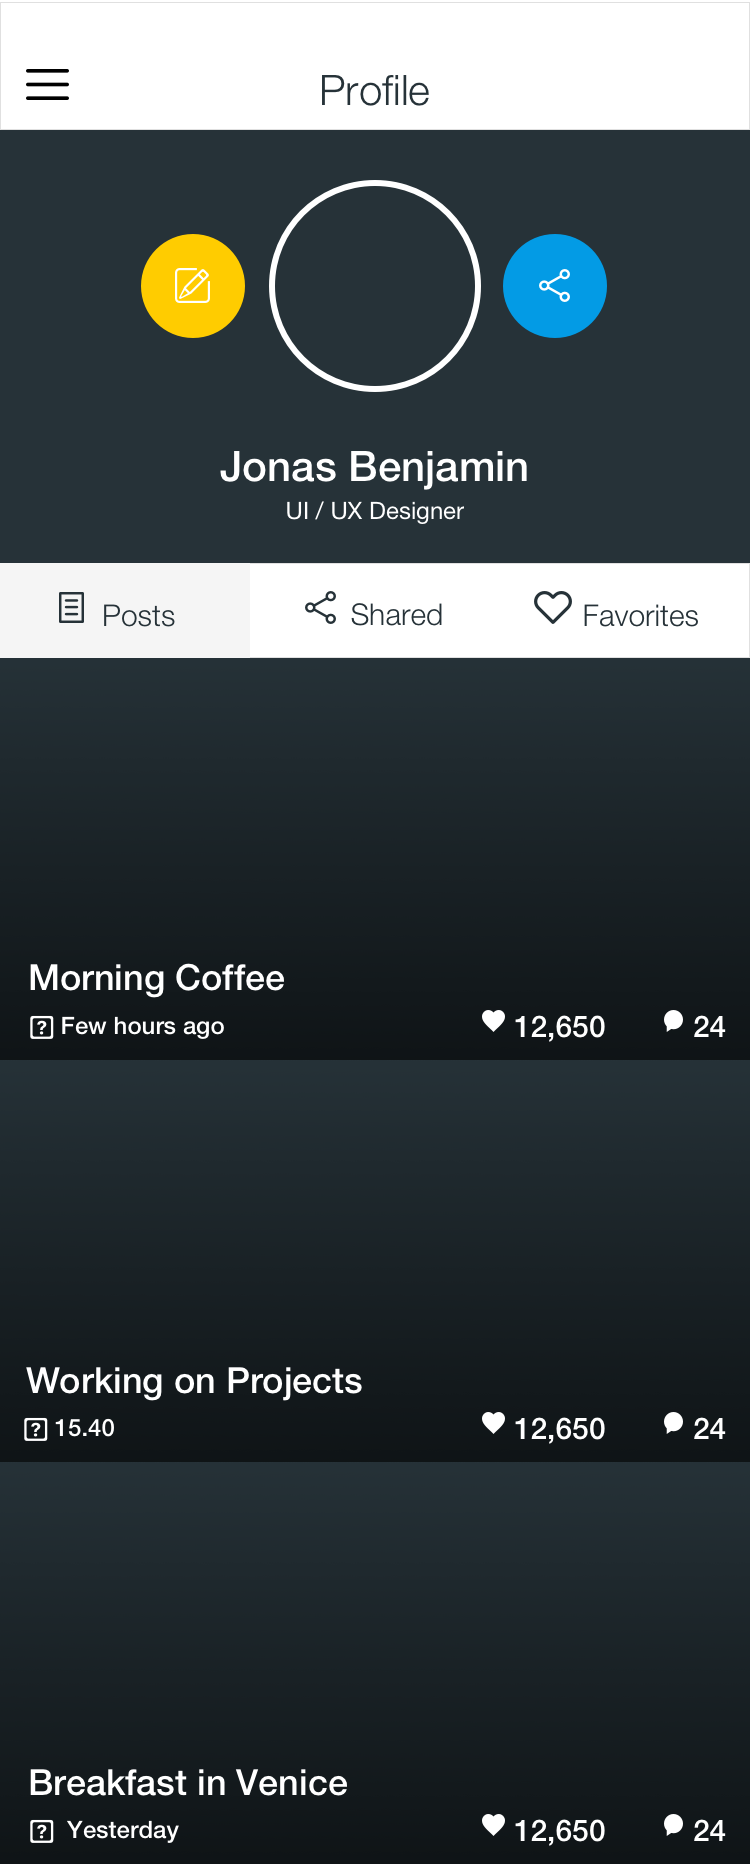 Profile
Jonas Benjamin
UI / UX Designer
Posts Shared Favorites
Morning Coffee
Few hours ago 12,650 24
Working on Projects
15.40 12,650 24
Breakfast in Venice
Yesterday 12,650 24